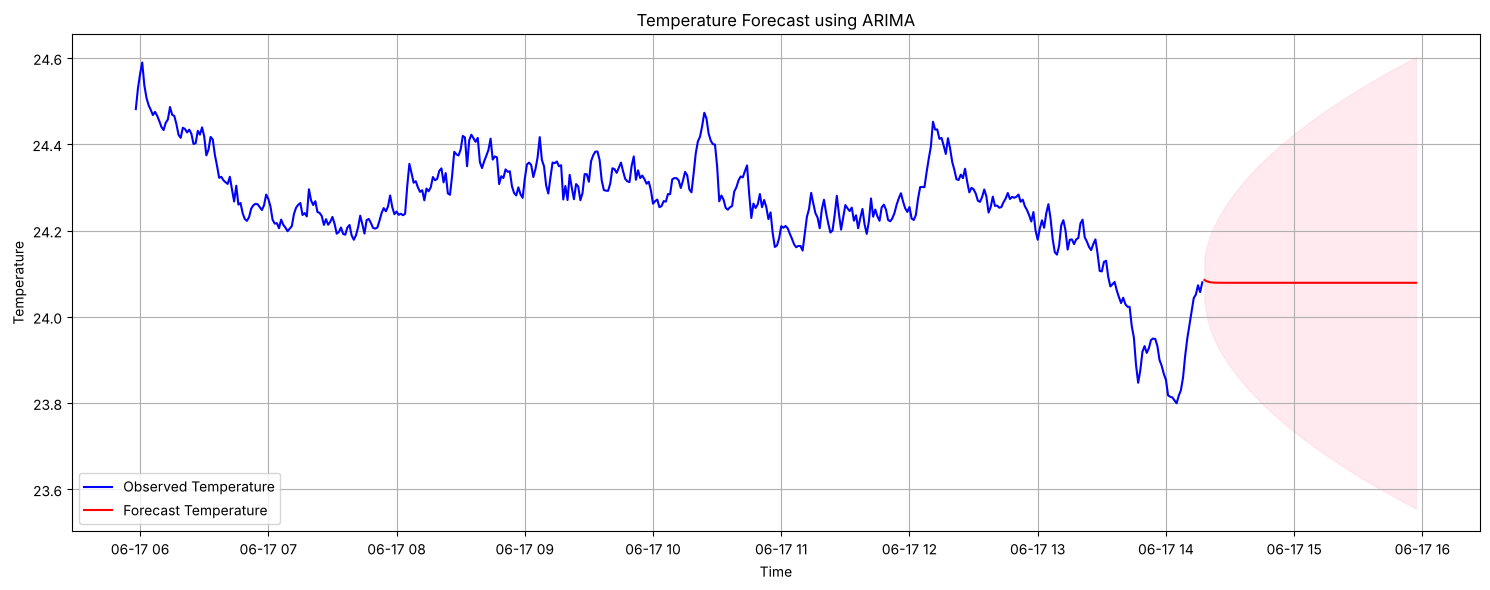 Temperature Forecast using ARIMA
Temperature
24.6
24.4
24.2
24.0
23.8
23.6
Observed Temperature
Forecast Temperature
06-17 06 06-17 07 06-17 08 06-17 09 06-17 10 06-17 11 06-17 12 06-17 13 06-17 14 06-17 15 06-17 16
Time